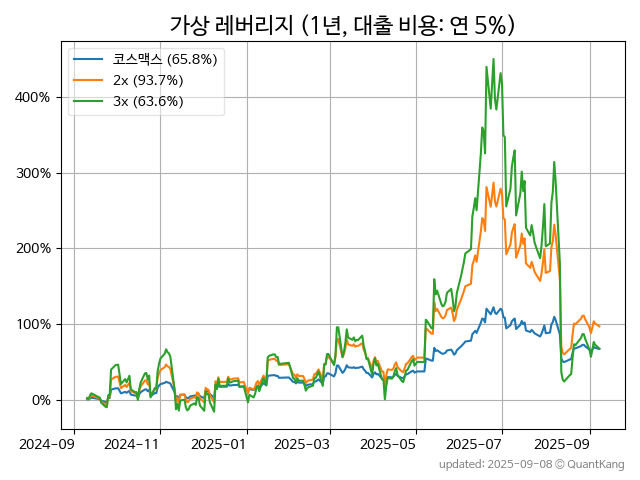 가상 레버리지 (1년, 대출 비용: 연 5%)
코스맥스 (65.8%)
2x (93.7%)
3x (63.6%)
400%
300%
200%
100%
0%
2024-09 2024-11 2025-01 2025-03 2025-05 2025-07 2025-09
updated: 2025-09-08 © QuantKang